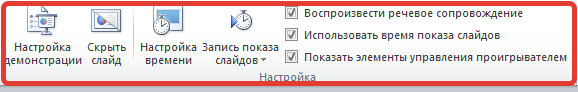 Настройка демонстрации
Скрыть слайд
Настройка времени
Запись показа слайдов
Воспроизвести речевое сопровождение
Использовать время показа слайдов
Показать элементы управления проигрывателем
Настройка